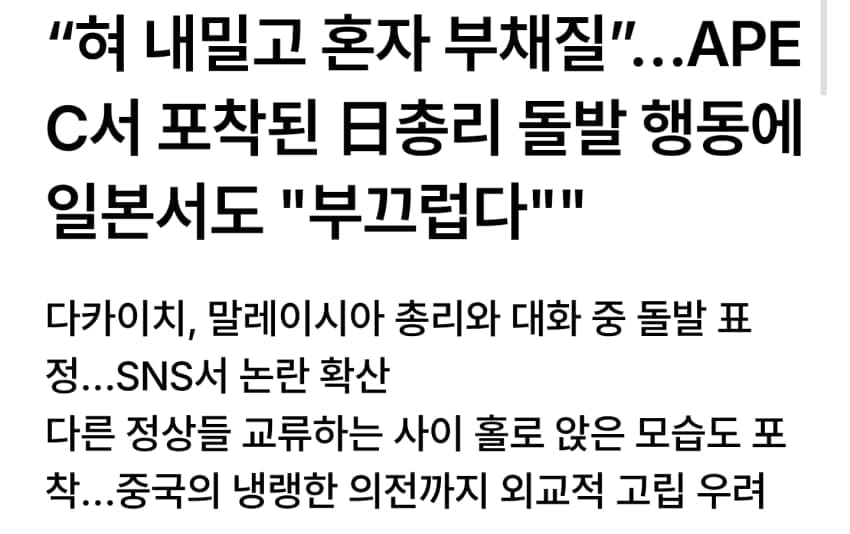 “혀 내밀고 혼자 부채질”…APE
C서 포착된 日총리 돌발 행동에
일본서도 "부끄럽다""
다카이치, 말레이시아 총리와 대화 중 돌발 표
정…SNS서 논란 확산
다른 정상들 교류하는 사이 홀로 앉은 모습도 포
착…중국의 냉랭한 의전까지 외교적 고립 우려